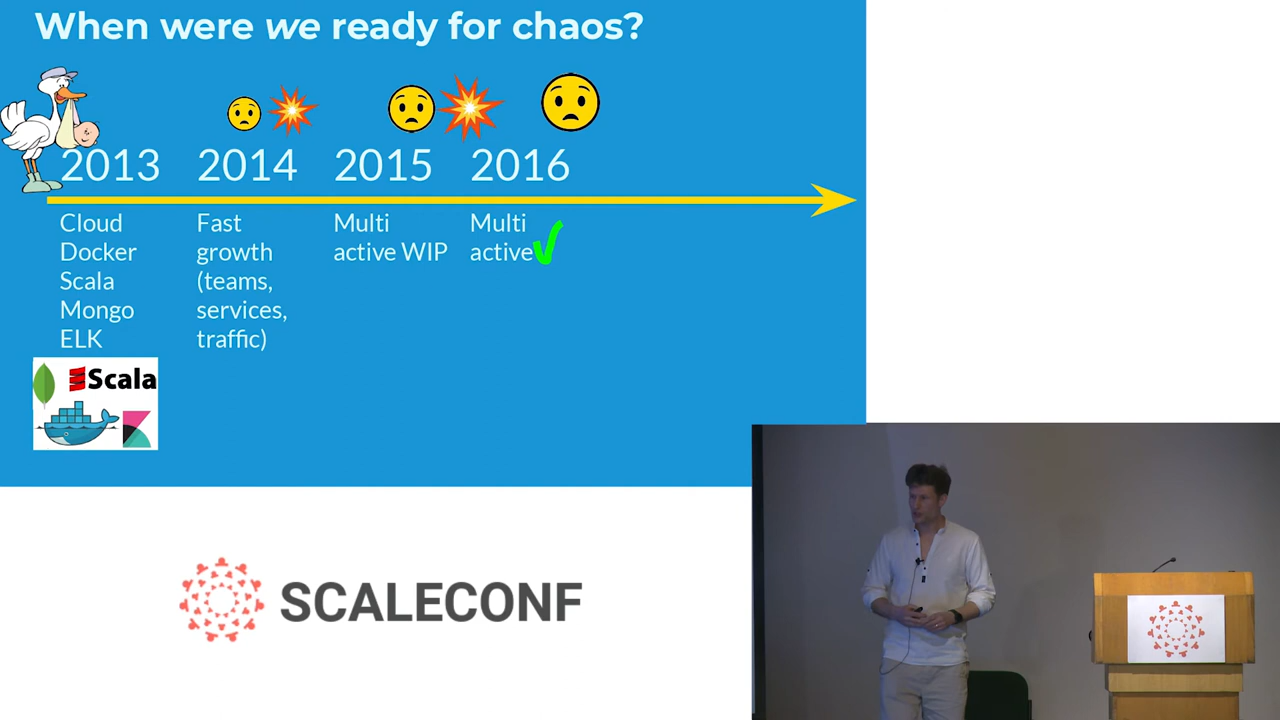 When were we ready for chaos?
2013 2014 2015 2016
Cloud
Docker
Scala
Mongo
ELK
Fast
growth
(teams,
services,
traffic)
Multi
active WIP
Multi
active
Scala
SCALECONF